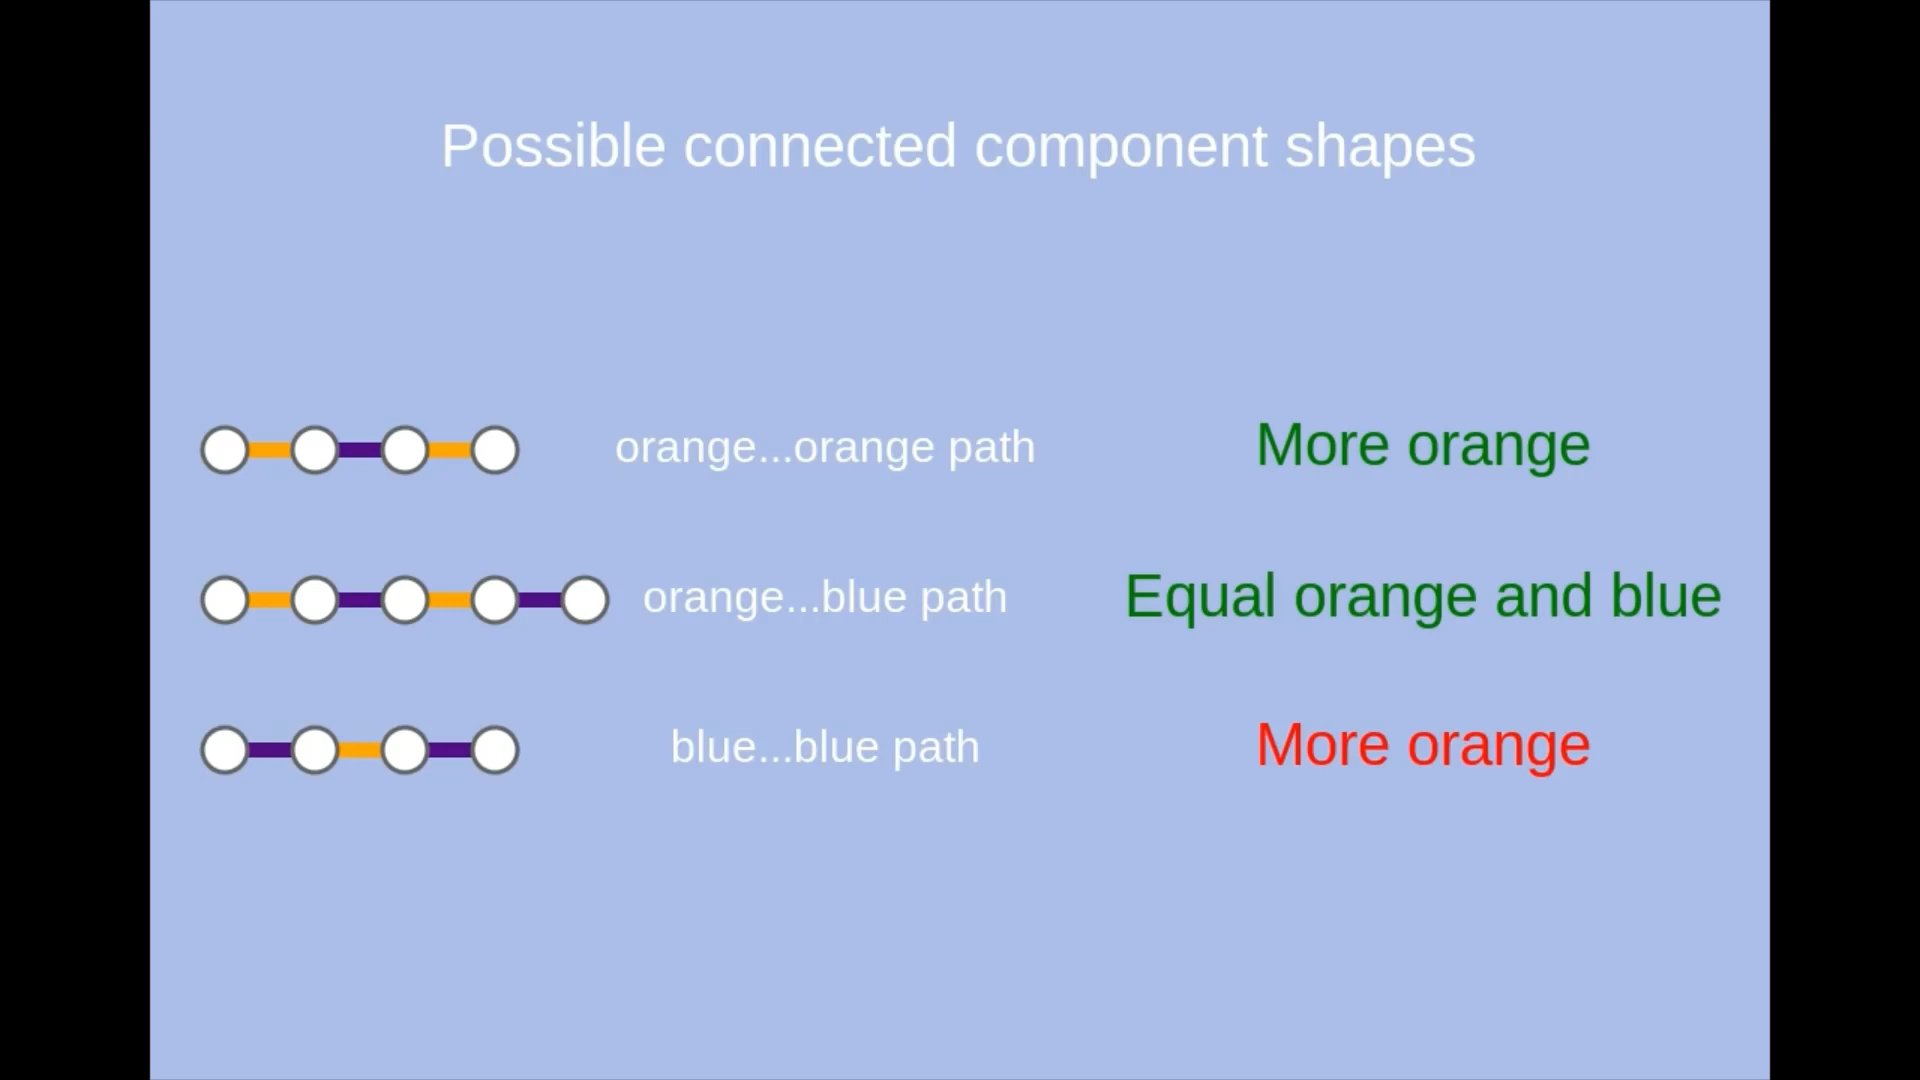 Possible connected component shapes
orange...orange path
More orange
orange...blue path
Equal orange and blue
blue...blue path
More orange